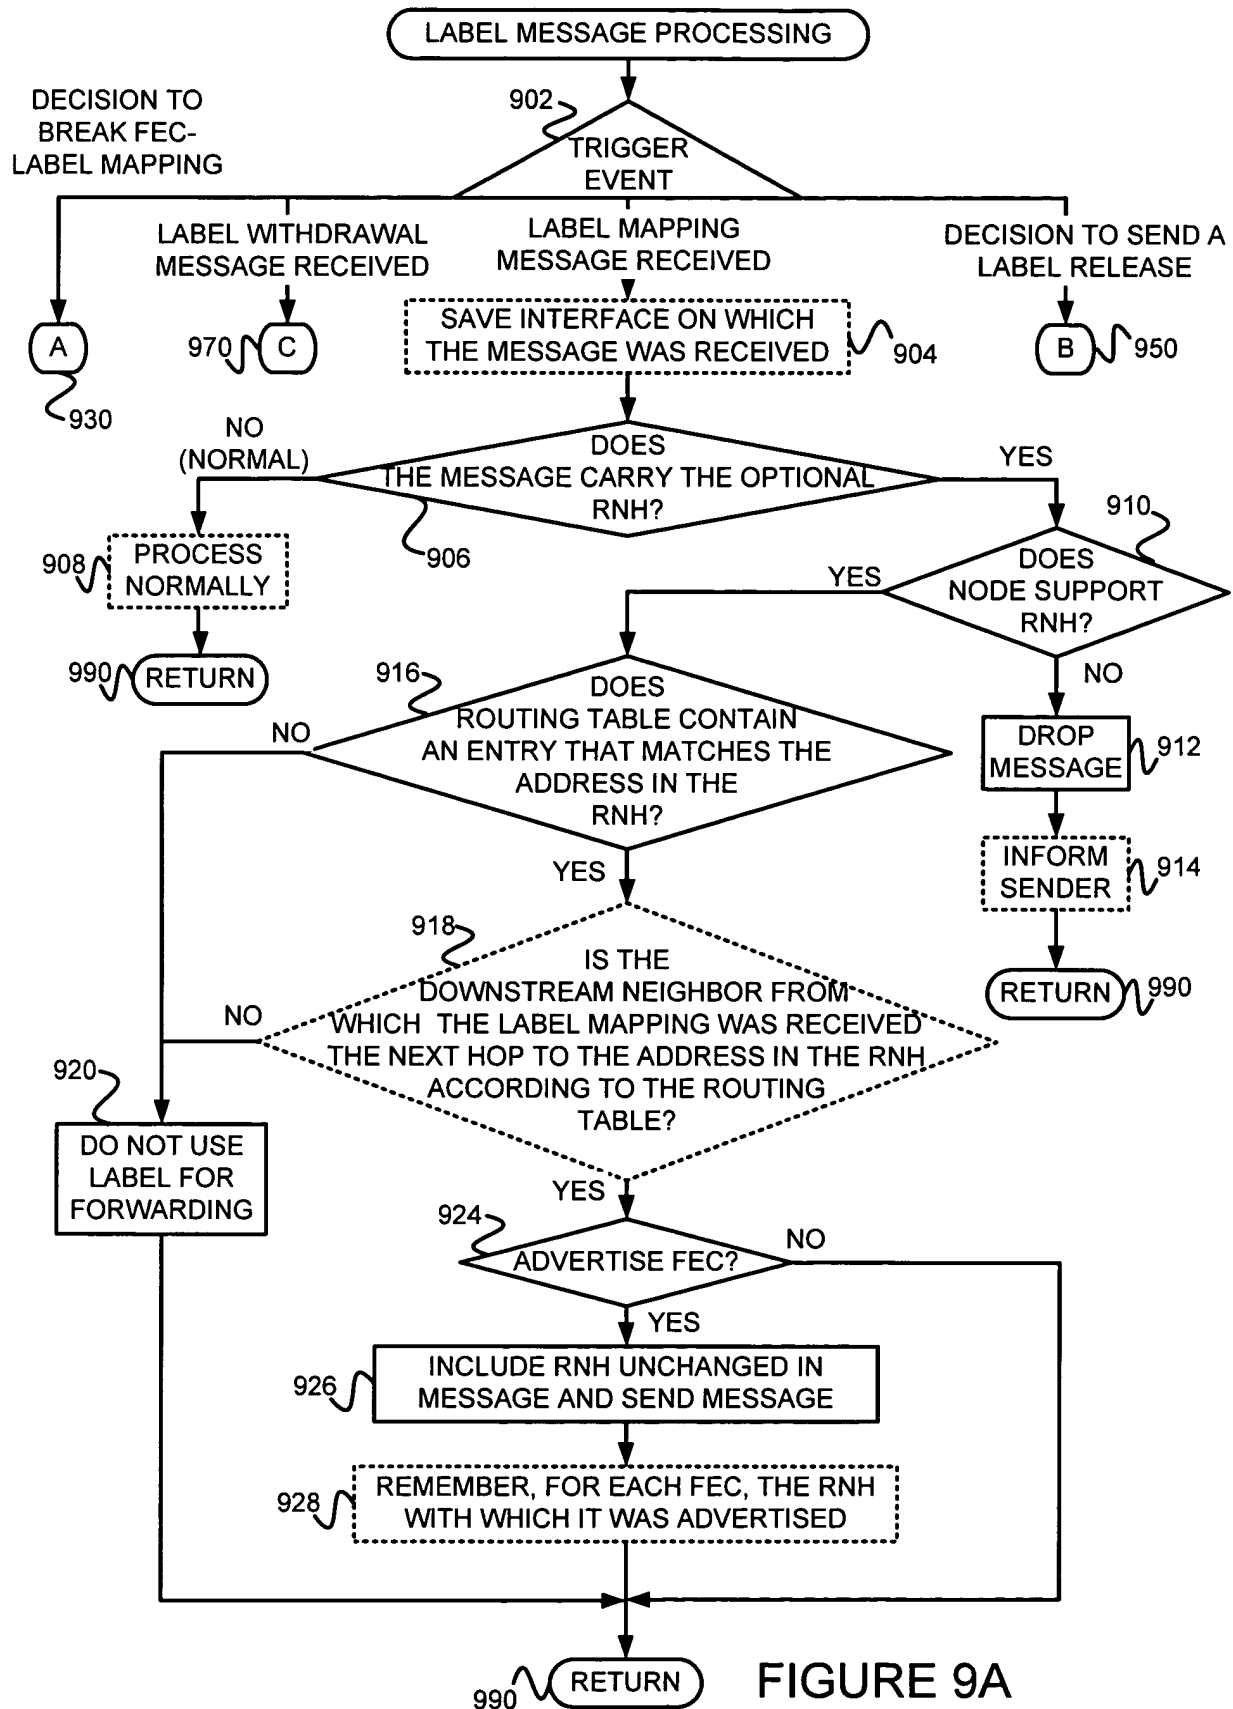 LABEL MESSAGE PROCESSING
902
TRIGGER
EVENT
DECISION TO
BREAK FEC-
LABEL MAPPING
LABEL WITHDRAWAL
MESSAGE RECEIVED
LABEL MAPPING
MESSAGE RECEIVED
DECISION TO SEND A
LABEL RELEASE
A
930
970
C
SAVE INTERFACE ON WHICH
THE MESSAGE WAS RECEIVED
904
B
950
NO
(NORMAL)
DOES
THE MESSAGE CARRY THE OPTIONAL
RNH?
906
YES
908
PROCESS
NORMALLY
990
RETURN
910
DOES
NODE SUPPORT
RNH?
YES
NO
DROP
MESSAGE
912
INFORM
SENDER
914
RETURN
990
916
DOES
ROUTING TABLE CONTAIN
AN ENTRY THAT MATCHES THE
ADDRESS IN THE
RNH?
NO
YES
918
IS THE
DOWNSTREAM NEIGHBOR FROM
WHICH THE LABEL MAPPING WAS RECEIVED
THE NEXT HOP TO THE ADDRESS IN THE RNH
ACCORDING TO THE ROUTING
TABLE?
NO
920
DO NOT USE
LABEL FOR
FORWARDING
YES
924
ADVERTISE FEC?
NO
YES
926
INCLUDE RNH UNCHANGED IN
MESSAGE AND SEND MESSAGE
928
REMEMBER, FOR EACH FEC, THE RNH
WITH WHICH IT WAS ADVERTISED
990
RETURN
FIGURE 9A